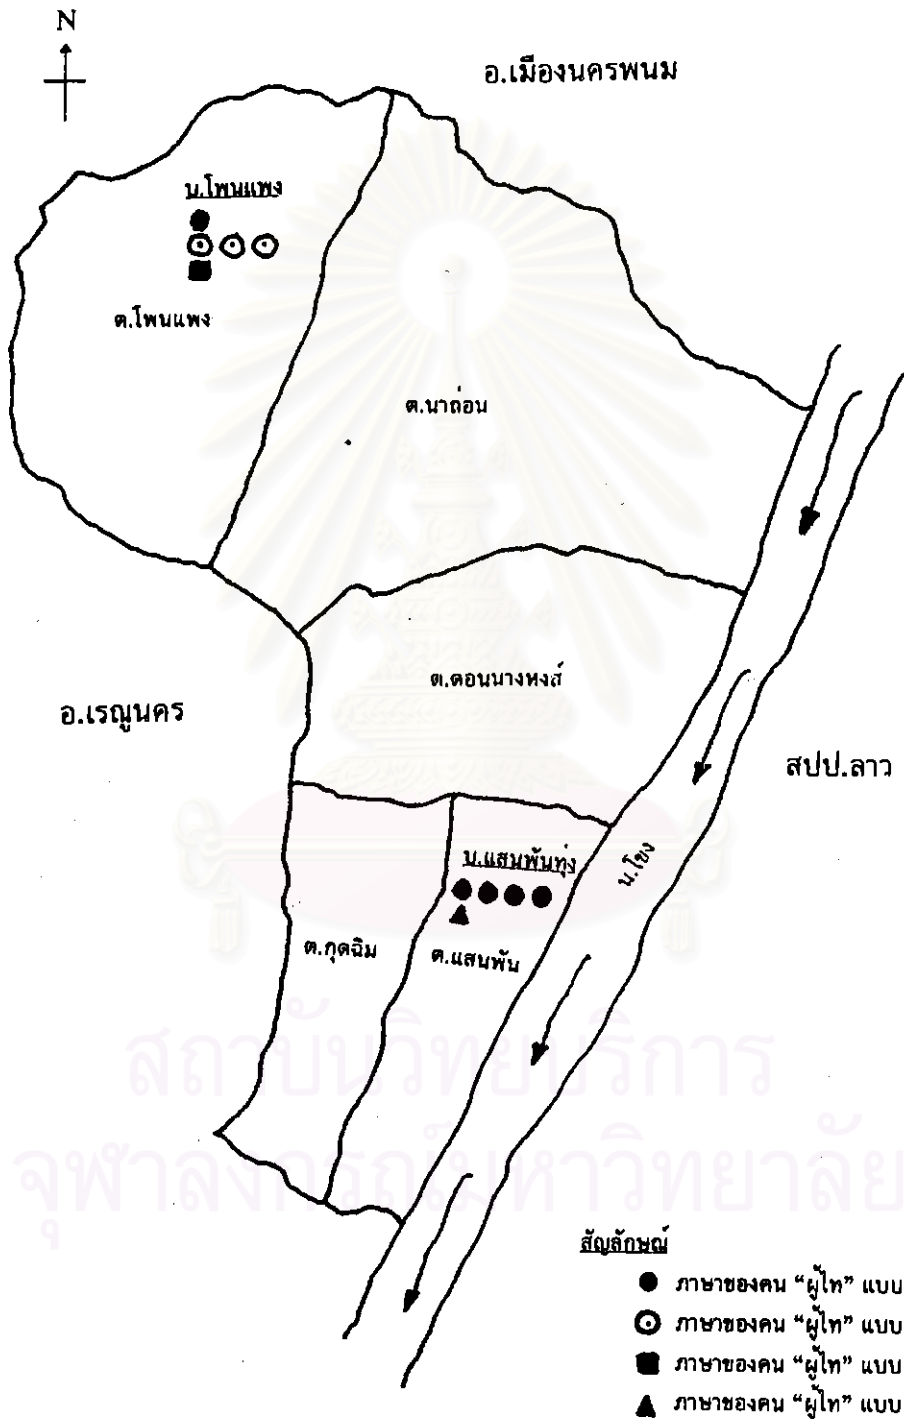 N
อ.เมืองนครพนม
บ.โพนแพง
ต.โพนแพง
ต.นาถ่อน
ต.ดอนนางหงส์
อ.เรณูนคร
สปป.ลาว
บ.แสนพันทุ่ง
น.โขง
ต.กุดฉิม
ต.แสนพัน
สถาบันวิทยบริการ
จุฬาลงกรณ์มหาวิทยาลัย
สัญลักษณ์
ภาษาของคน “ผู้ไท” แบบ
ภาษาของคน “ผู้ไท” แบบ
ภาษาของคน “ผู้ไท” แบบ
ภาษาของคน “ผู้ไท” แบบ